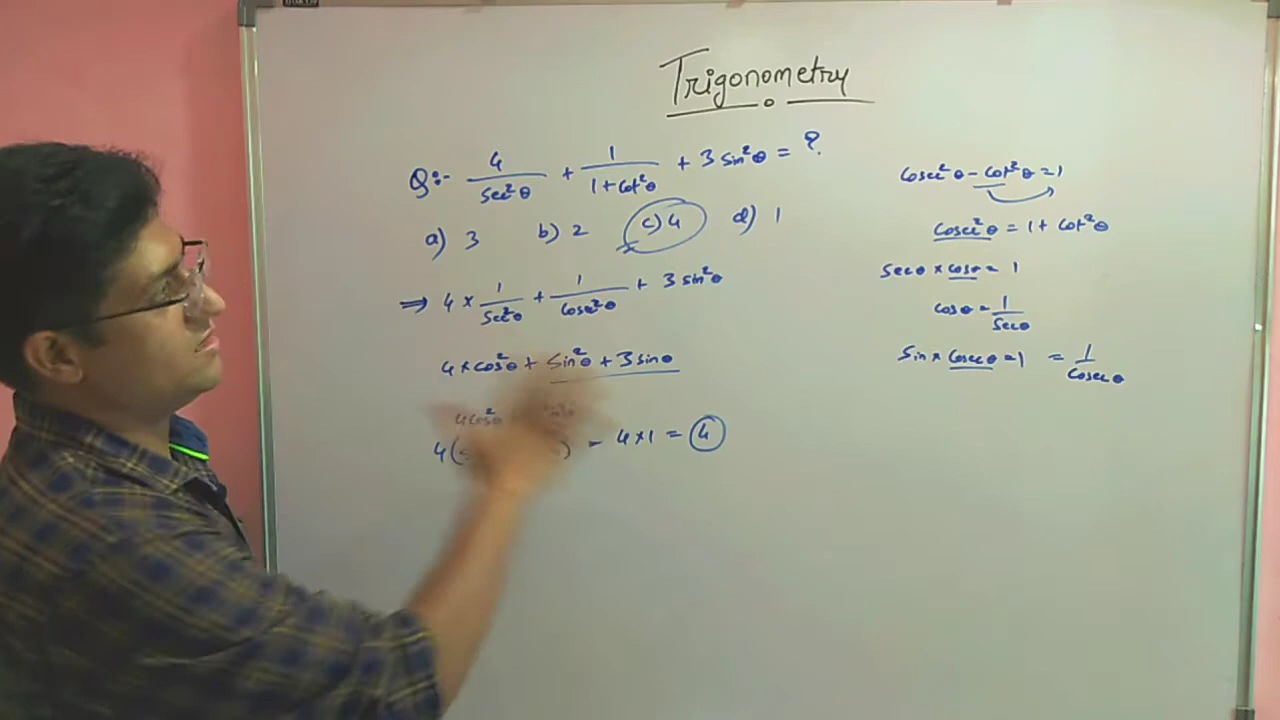 Trigonometry
Q:- 4/sec²θ + 1/1+cot²θ + 3 sin²θ = ?
a) 3 b) 2 c) 4 d) 1
⇒ 4 × 1/sec²θ + 1/cosec²θ + 3 sin²θ
4 × cos²θ + sin²θ + 3 sinθ
4cos²
4( ) = 4×1 = 4
cosec²θ - cot²θ = 1
cosec²θ = 1 + cot²θ
secθ × cosθ = 1
cosθ = 1/secθ
sin × cosecθ = 1 = 1/cosecθ